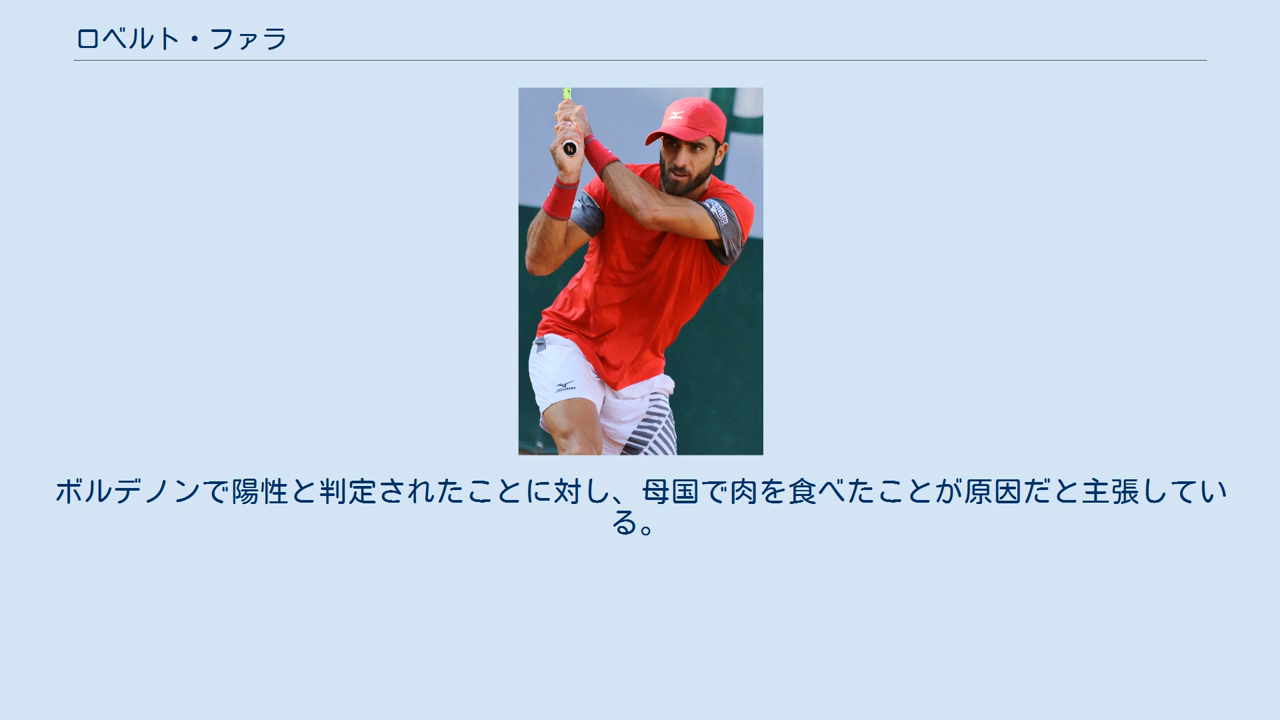 ロベルト・ファラ
ボルデノンで陽性と判定されたことに対し、母国で肉を食べたことが原因だと主張してい
る。